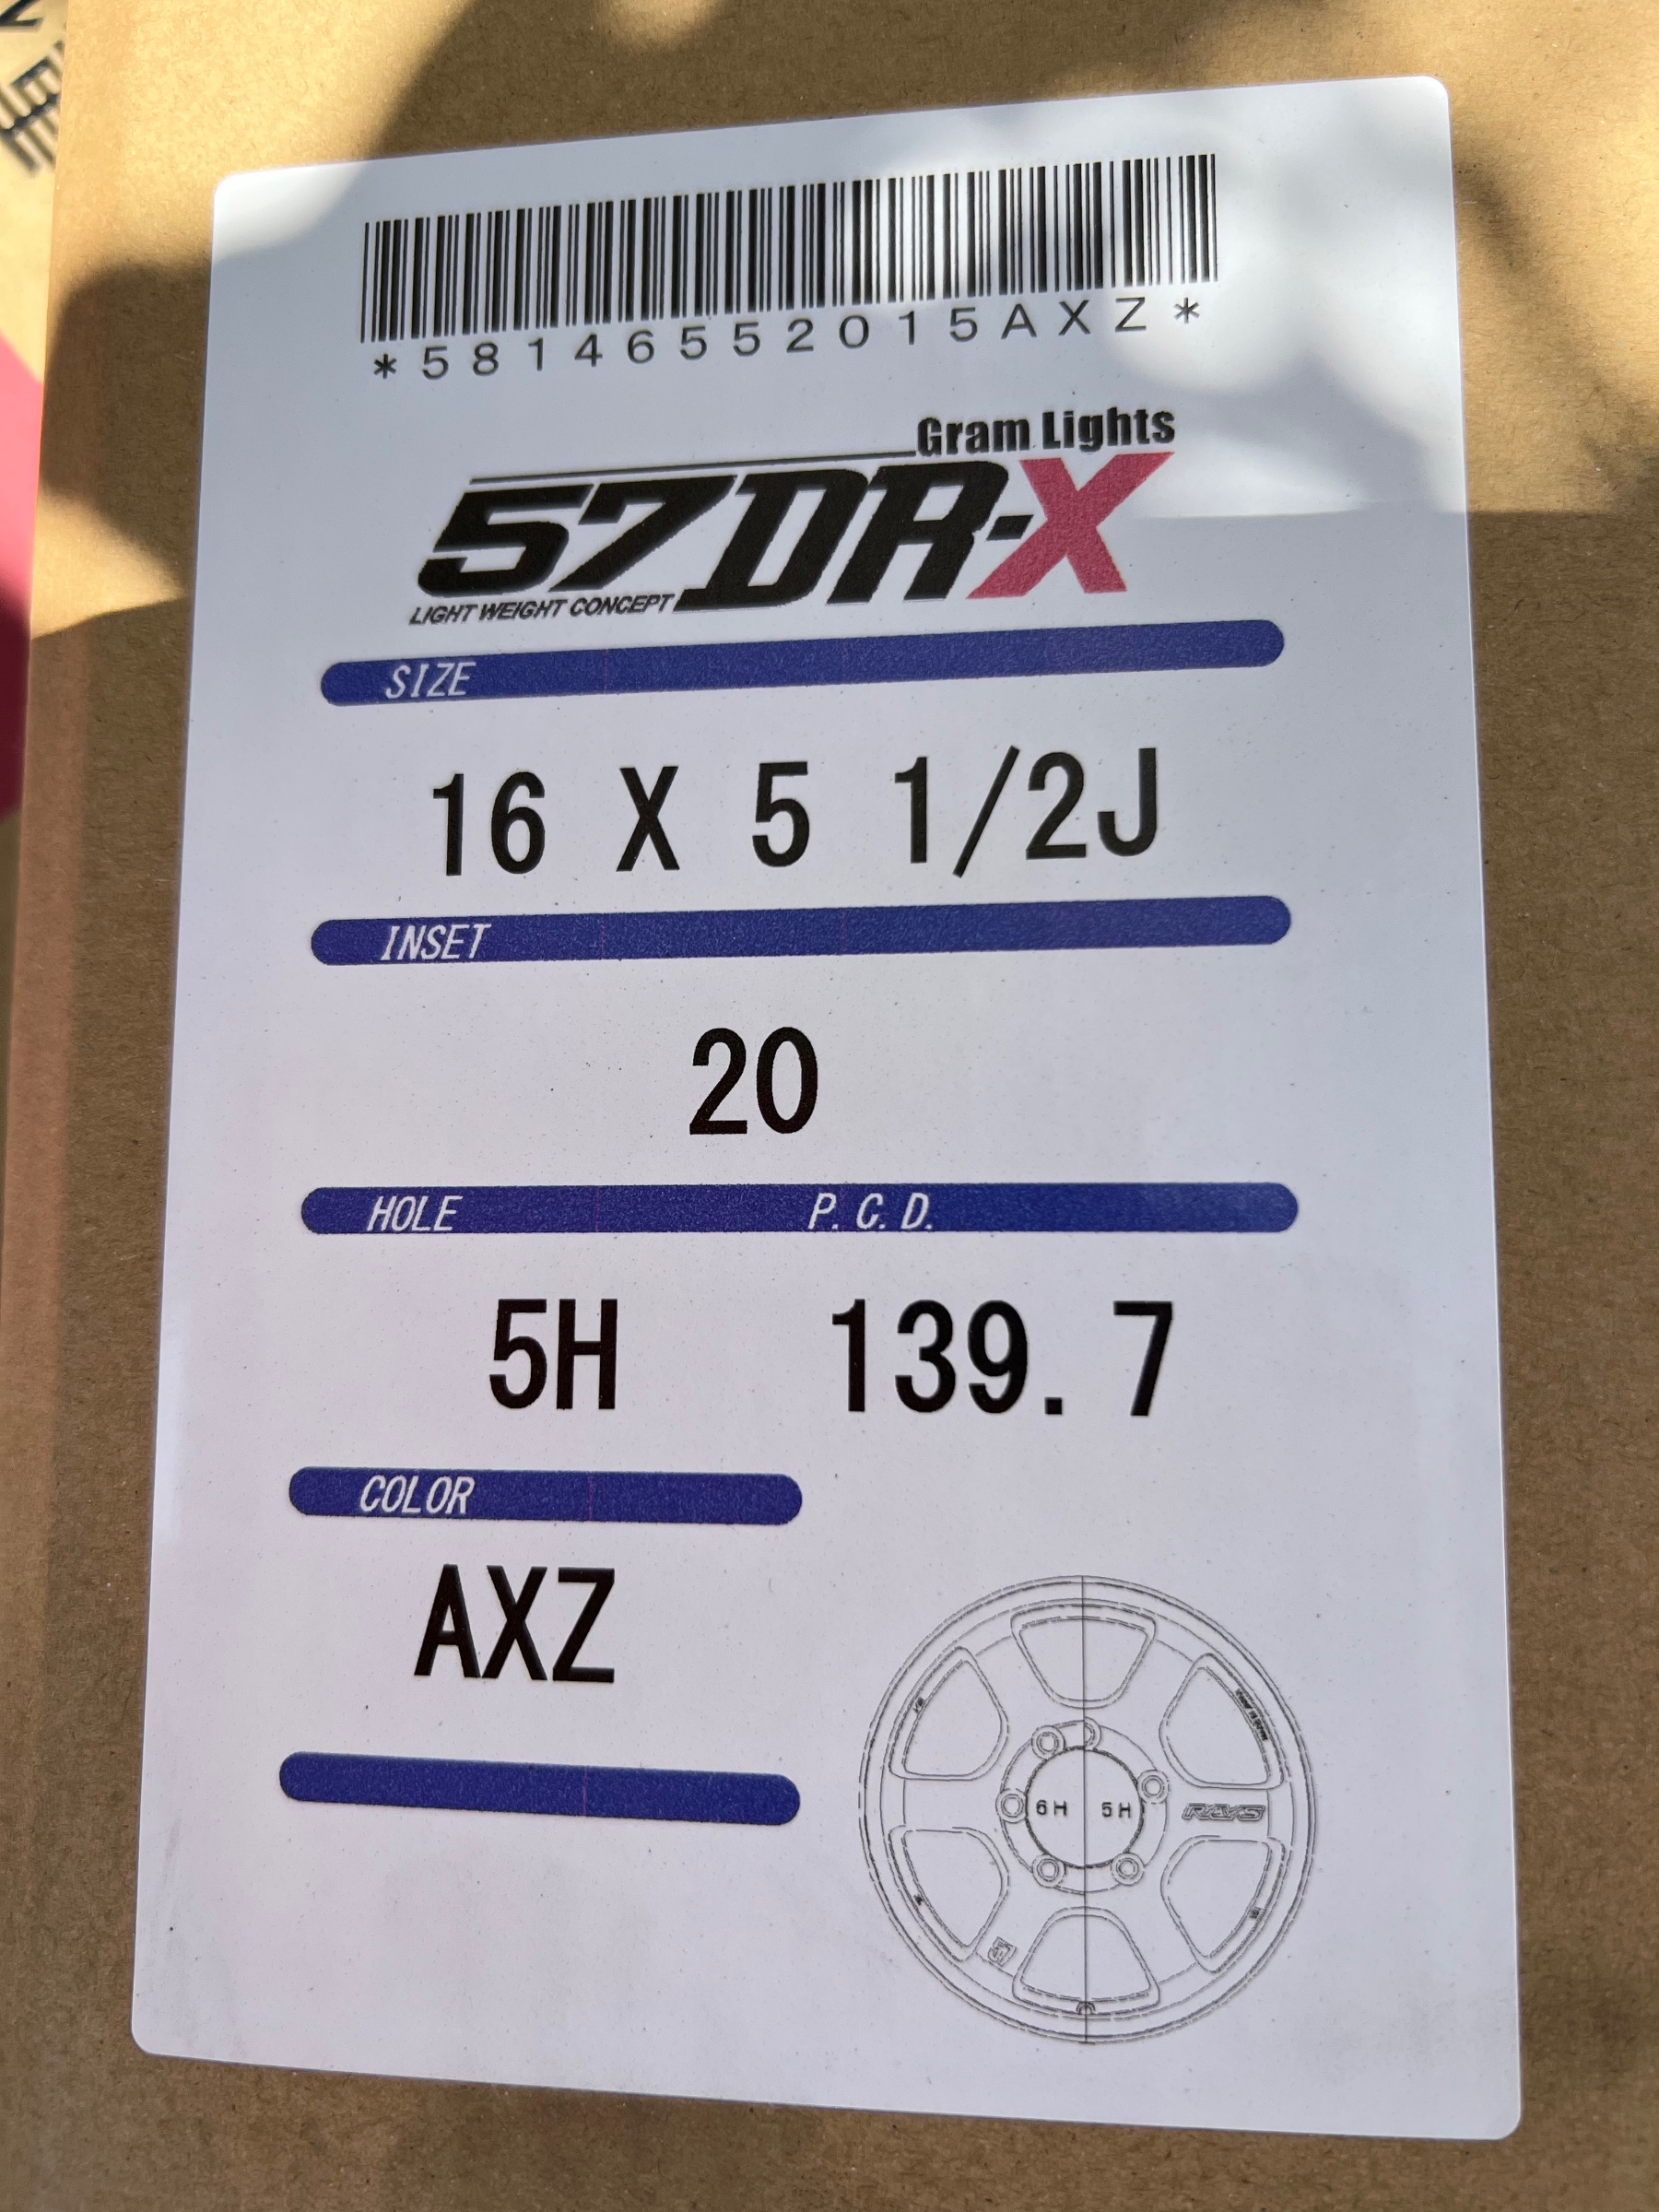 *58146552015AXZ*
Gram Lights
57DR-X
LIGHT WEIGHT CONCEPT
SIZE
16 X 5 1/2J
INSET
20
HOLE P.C.D.
5H 139.7
COLOR
AXZ
6H 5H RAYS